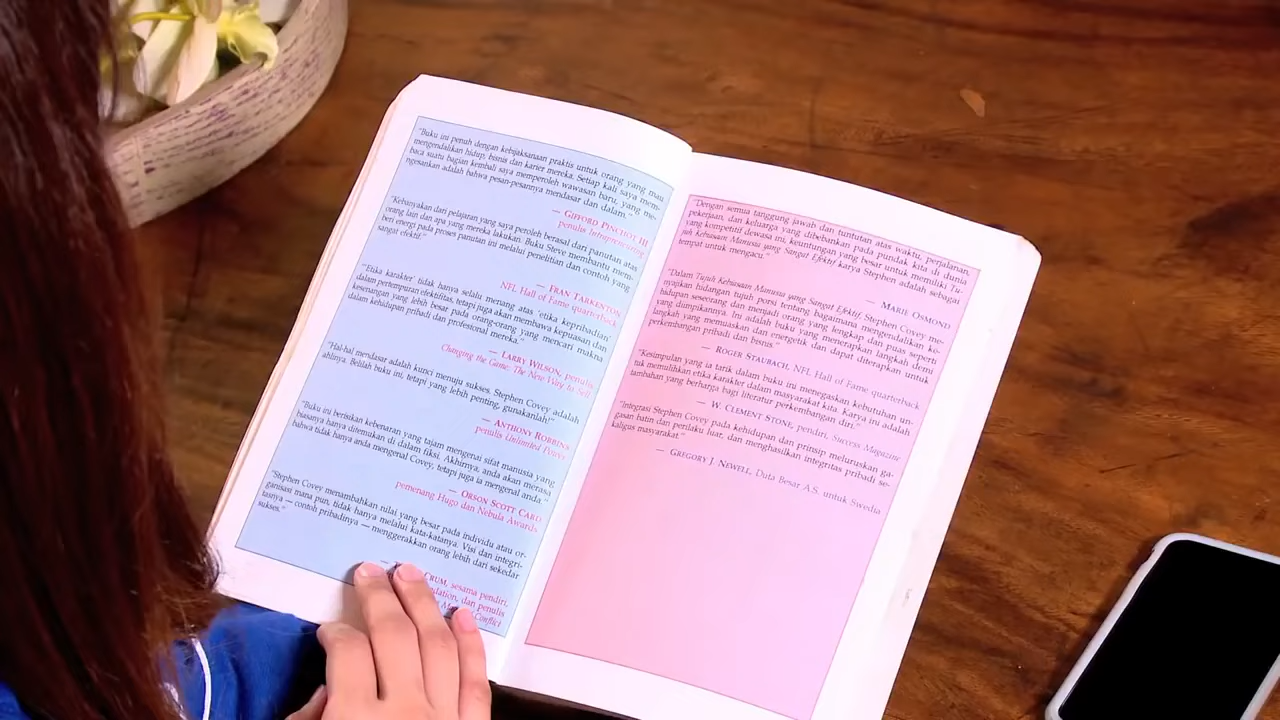 "Buku ini penuh dengan kebijaksanaan praktis untuk orang yang mau
mengendalikan hidup, bisnis dan karier mereka. Setiap kali saya mem-
baca suatu bagian kembali saya memperoleh wawasan baru, yang me-
ngesankan adalah bahwa pesan-pesannya mendasar dan dalam."
— GIFFORD PINCHOT III
penulis Intrapreneuring
"Kebanyakan dari pelajaran yang saya peroleh berasal dari panutan atas
orang lain dan apa yang mereka lakukan. Buku Steve membantu mem-
beri energi pada proses panutan ini melalui penelitian dan contoh yang
sangat efektif."
— FRAN TARKENTON
NFL Hall of Fame quarterback
"'Etika karakter' tidak hanya selalu menang atas 'etika kepribadian'
dalam pertempuran efektifitas, tetapi juga akan membawa kepuasan dan
kesenangan yang lebih besar pada orang-orang yang mencari makna
dalam kehidupan pribadi dan profesional mereka."
— LARRY WILSON, penulis
Changing the Game: The New Way to Sell
"Hal-hal mendasar adalah kunci menuju sukses. Stephen Covey adalah
ahlinya. Belilah buku ini, tetapi yang lebih penting, gunakanlah!"
— ANTHONY ROBBINS
penulis Unlimited Power
"Buku ini berisikan kebenaran yang tajam mengenai sifat manusia yang
biasanya hanya ditemukan di dalam fiksi. Akhirnya, anda akan merasa
bahwa tidak hanya anda mengenal Covey, tetapi juga ia mengenal anda."
— ORSON SCOTT CARD
pemenang Hugo dan Nebula Awards
"Stephen Covey menambahkan nilai yang besar pada individu atau or-
ganisasi mana pun, tidak hanya melalui kata-katanya. Visi dan integri-
tasnya — contoh pribadinya — menggerakkan orang lebih dari sekedar
sukses."
CRUM, sesama pendiri,
dan penulis
Conflict
"Dengan semua tanggung jawab dan tuntutan atas waktu, perjalanan,
pekerjaan, dan keluarga yang dibebankan pada pundak kita di dunia
yang kompetitif dewasa ini, keuntungan yang besar untuk memiliki Tu-
juh Kebiasaan Manusia yang Sangat Efektif karya Stephen adalah sebagai
tempat untuk mengacu."
— MARIE OSMOND
"Dalam Tujuh Kebiasaan Manusia yang Sangat Efektif, Stephen Covey me-
nyajikan hidangan tujuh porsi tentang bagaimana mengendalikan ke-
hidupan seseorang dan menjadi orang yang lengkap dan puas seperti
yang diimpikannya. Ini adalah buku yang menerapkan langkah demi
langkah yang memuaskan dan energetik dan dapat diterapkan untuk
perkembangan pribadi dan bisnis"
— ROGER STAUBACH, NFL Hall of Fame quarterback
"Kesimpulan yang ia tarik dalam buku ini menegaskan kebutuhan un-
tuk memulihkan etika karakter dalam masyarakat kita. Karya ini adalah
tambahan yang berharga bagi literatur perkembangan diri."
— W. CLEMENT STONE, pendiri, Success Magazine
"Integrasi Stephen Covey pada kehidupan dan prinsip meluruskan ga-
gasan batin dan perilaku luar, dan menghasilkan integritas pribadi se-
kaligus masyarakat."
— GREGORY J. NEWELL, Duta Besar A.S. untuk Swedia